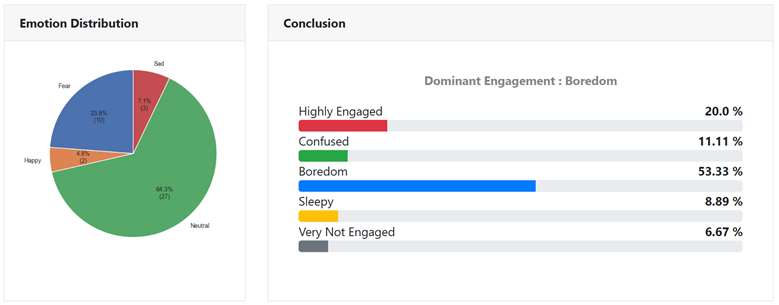 Emotion Distribution
Sad
7.1%
(3)
Fear
23.8%
(10)
Happy
4.8%
(2)
64.3%
(27)
Neutral
Conclusion
Dominant Engagement : Boredom
Highly Engaged 20.0 %
Confused 11.11 %
Boredom 53.33 %
Sleepy 8.89 %
Very Not Engaged 6.67 %